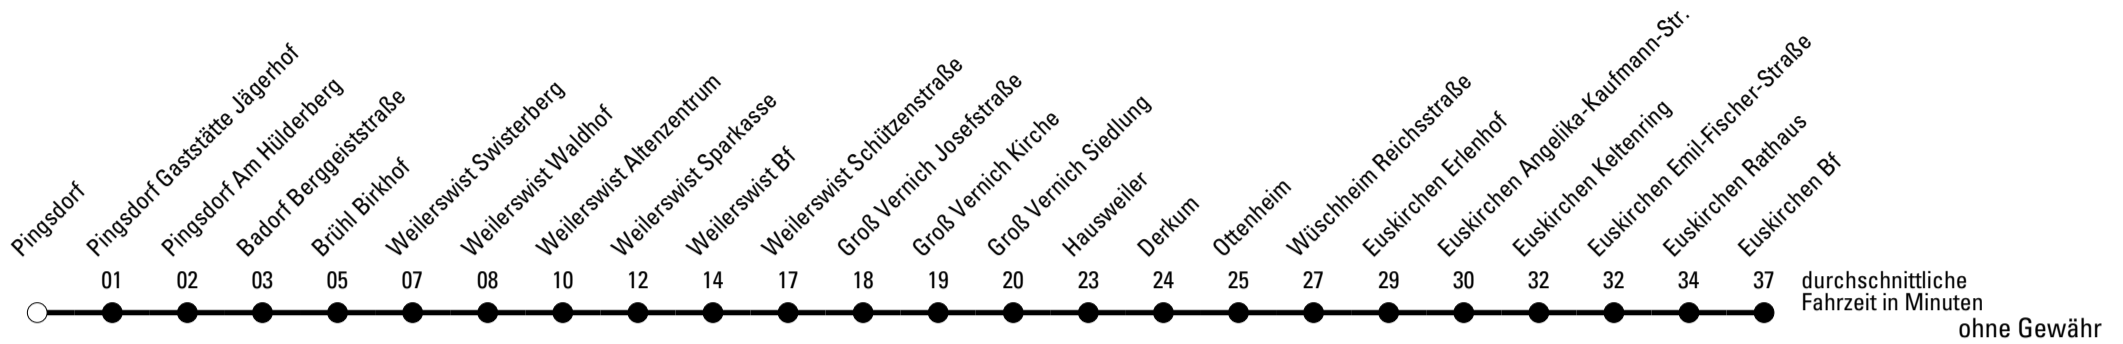 Pingsdorf
Pingsdorf Gaststätte Jägerhof
Pingsdorf Am Hülderberg
Badorf Berggeiststraße
Brühl Birkhof
Weilerswist Swisterberg
Weilerswist Waldhof
Weilerswist Altenzentrum
Weilerswist Sparkasse
Weilerswist Bf
Weilerswist Schützenstraße
Groß Vernich Josefstraße
Groß Vernich Kirche
Groß Vernich Siedlung
Hausweiler
Derkum
Ottenheim
Wüschheim Reichsstraße
Euskirchen Erlenhof
Euskirchen Angelika-Kaufmann-Str.
Euskirchen Keltenring
Euskirchen Emil-Fischer-Straße
Euskirchen Rathaus
Euskirchen Bf
01 02 03 05 07 08 10 12 14 17 18 19 20 23 24 25 27 29 30 32 32 34 37 durchschnittliche
Fahrzeit in Minuten
ohne Gewähr